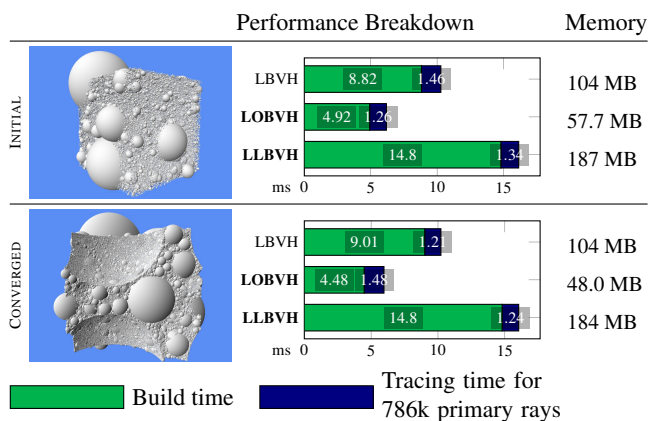 Performance Breakdown Memory
INITIAL
LBVH 8.82 1.46 104 MB
LOBVH 4.92 1.26 57.7 MB
LLBVH 14.8 1.34 187 MB
ms 0 5 10 15
CONVERGED
LBVH 9.01 1.21 104 MB
LOBVH 4.48 1.48 48.0 MB
LLBVH 14.8 1.24 184 MB
ms 0 5 10 15
Build time
Tracing time for
786k primary rays